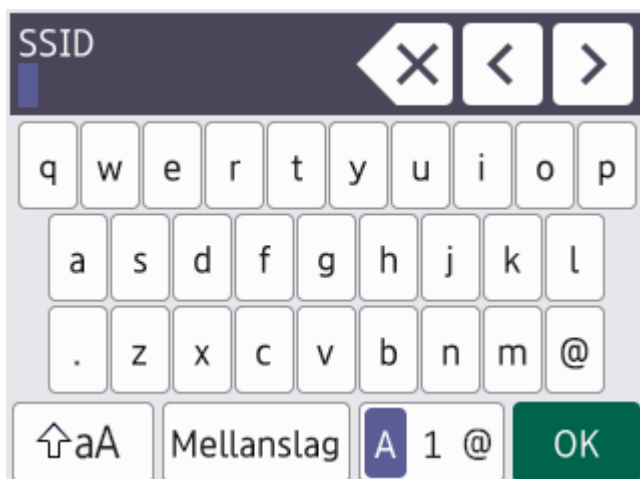 SSID
q w e r t y u i o p
a s d f g h j k l
. z x c v b n m @
aA Mellanslag A 1 @ OK